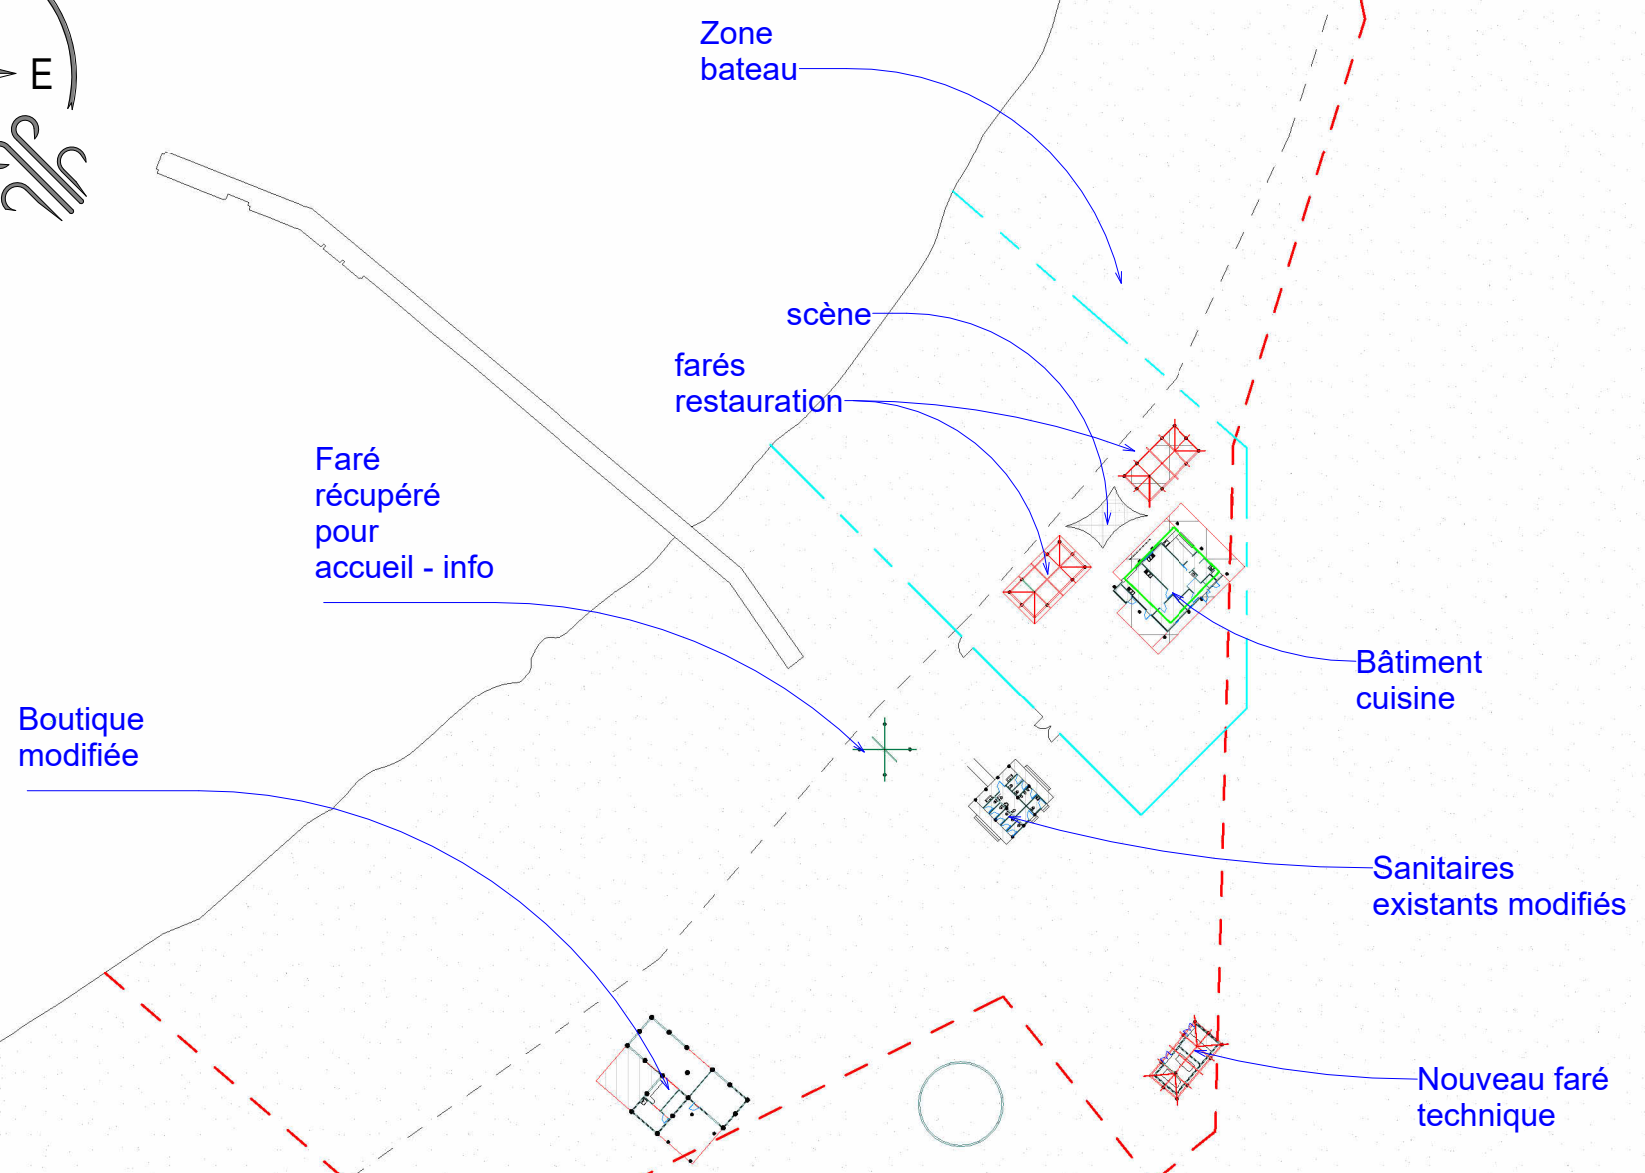 E
Zone
bateau
scène
farés
restauration
Faré
récupéré
pour
accueil - info
Boutique
modifiée
Bâtiment
cuisine
Sanitaires
existants modifiés
Nouveau faré
technique